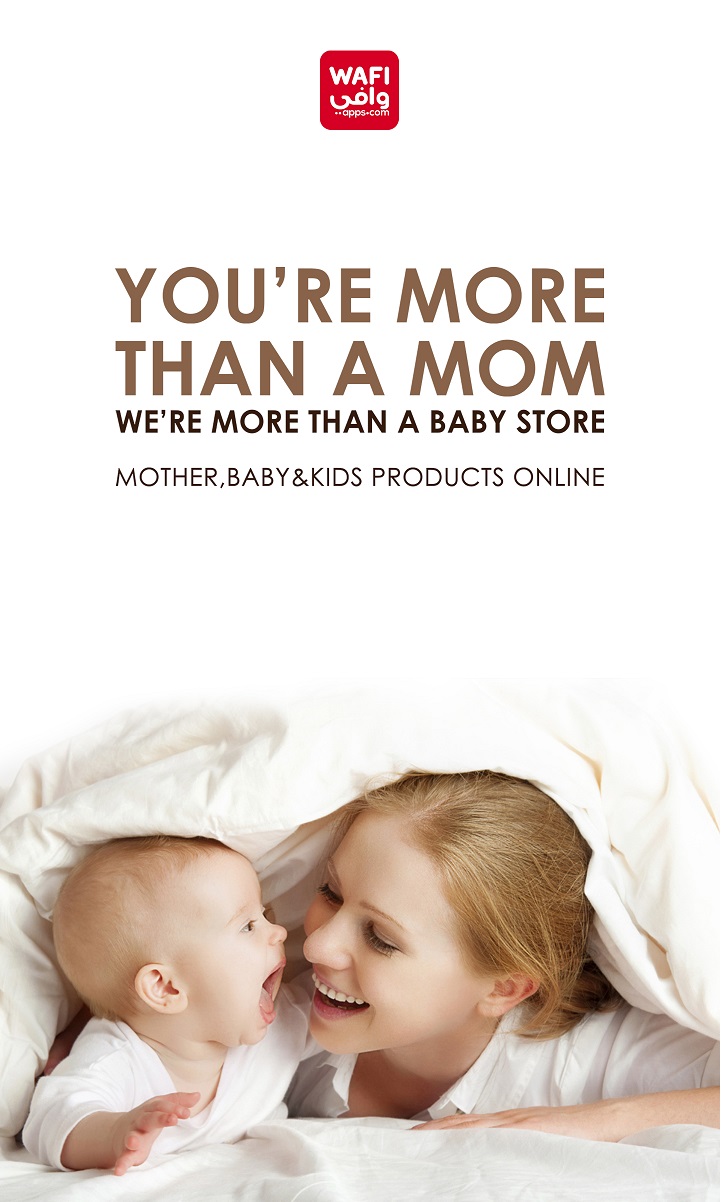 WAFI
وافي
apps.com
YOU’RE MORE
THAN A MOM
WE’RE MORE THAN A BABY STORE
MOTHER,BABY&KIDS PRODUCTS ONLINE